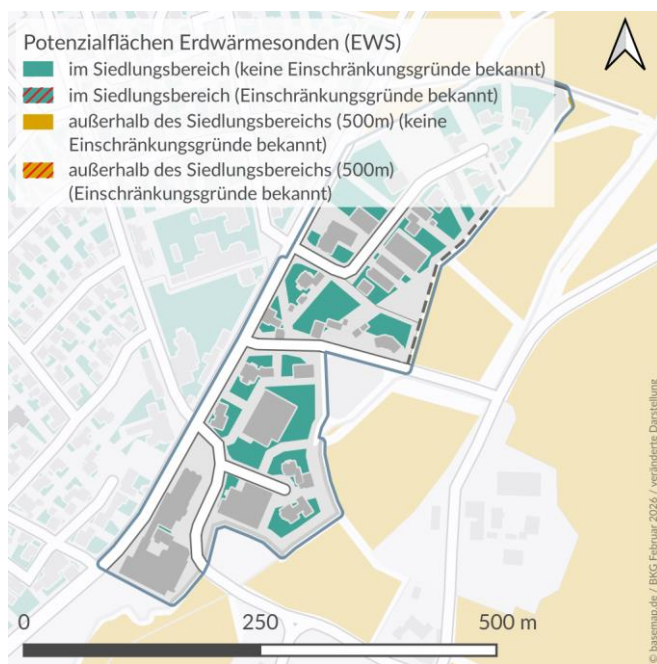 Potenzialflächen Erdwärmesonden (EWS)
im Siedlungsbereich (keine Einschränkungsgründe bekannt)
im Siedlungsbereich (Einschränkungsgründe bekannt)
außerhalb des Siedlungsbereichs (500m) (keine
Einschränkungsgründe bekannt)
außerhalb des Siedlungsbereichs (500m)
(Einschränkungsgründe bekannt)
0 250 500 m
© basemap.de / BKG Februar 2026 / veränderte Darstellung